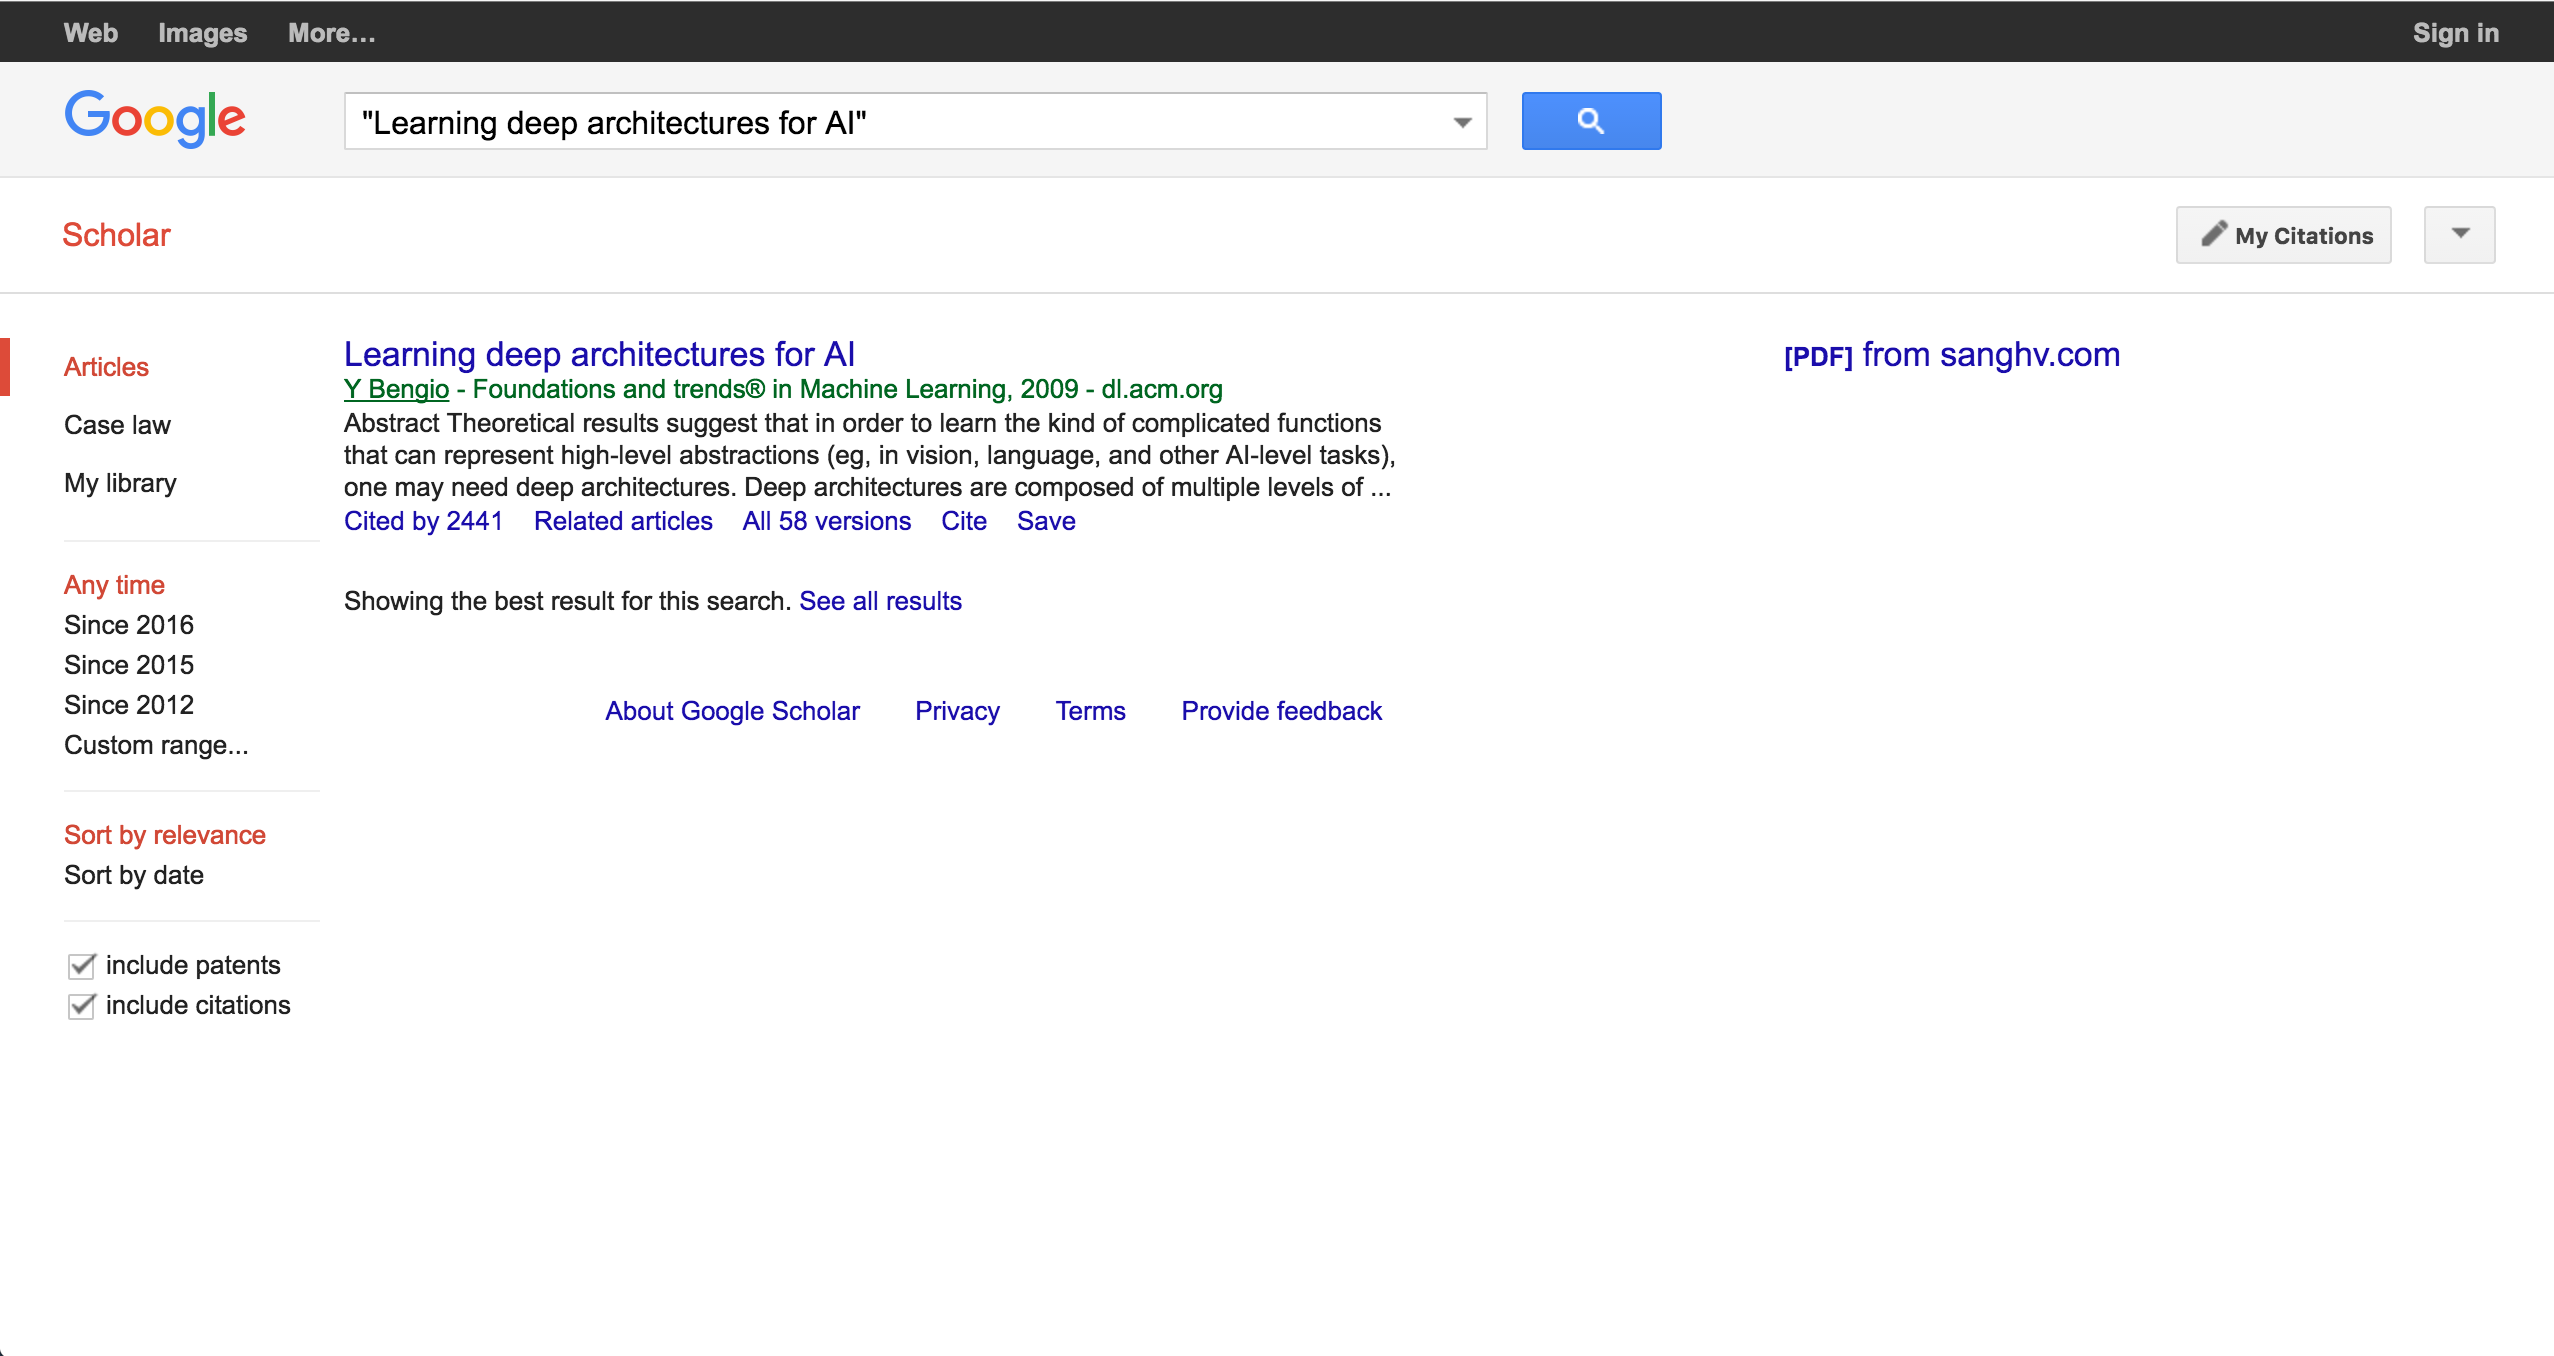 Web Images More… Sign in
Google "Learning deep architectures for AI"
Scholar My Citations
Articles
Case law
My library
Any time
Since 2016
Since 2015
Since 2012
Custom range...
Sort by relevance
Sort by date
include patents
include citations
Learning deep architectures for AI
Y Bengio - Foundations and trends® in Machine Learning, 2009 - dl.acm.org
Abstract Theoretical results suggest that in order to learn the kind of complicated functions
that can represent high-level abstractions (eg, in vision, language, and other AI-level tasks),
one may need deep architectures. Deep architectures are composed of multiple levels of ...
Cited by 2441 Related articles All 58 versions Cite Save
[PDF] from sanghv.com
Showing the best result for this search. See all results
About Google Scholar Privacy Terms Provide feedback